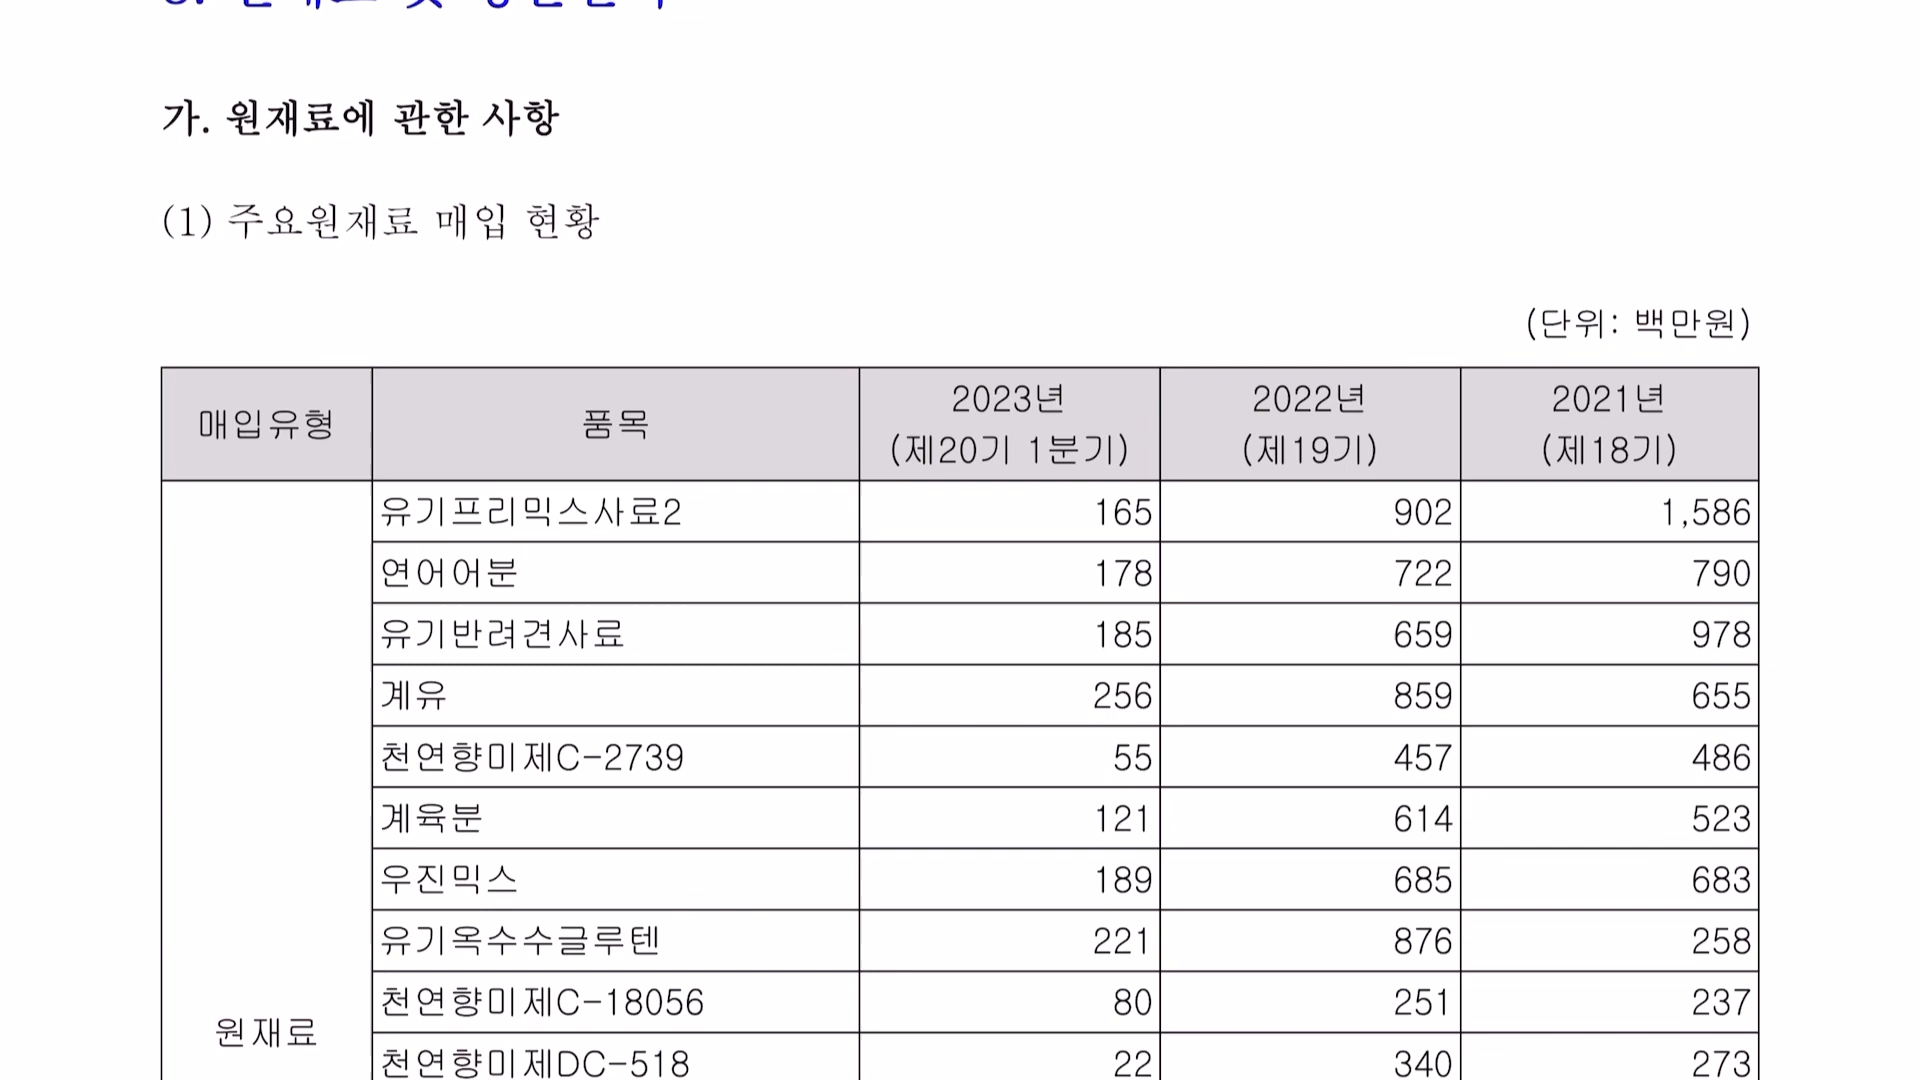 가. 원재료에 관한 사항
(1) 주요원재료 매입 현황
(단위: 백만원)
매입유형 품목 2023년 (제20기 1분기) 2022년 (제19기) 2021년 (제18기)
유기프리믹스사료2 165 902 1,586
연어어분 178 722 790
유기반려견사료 185 659 978
계유 256 859 655
천연향미제C-2739 55 457 486
계육분 121 614 523
우진믹스 189 685 683
유기옥수수글루텐 221 876 258
천연향미제C-18056 80 251 237
원재료
천연향미제DC-518 22 340 273